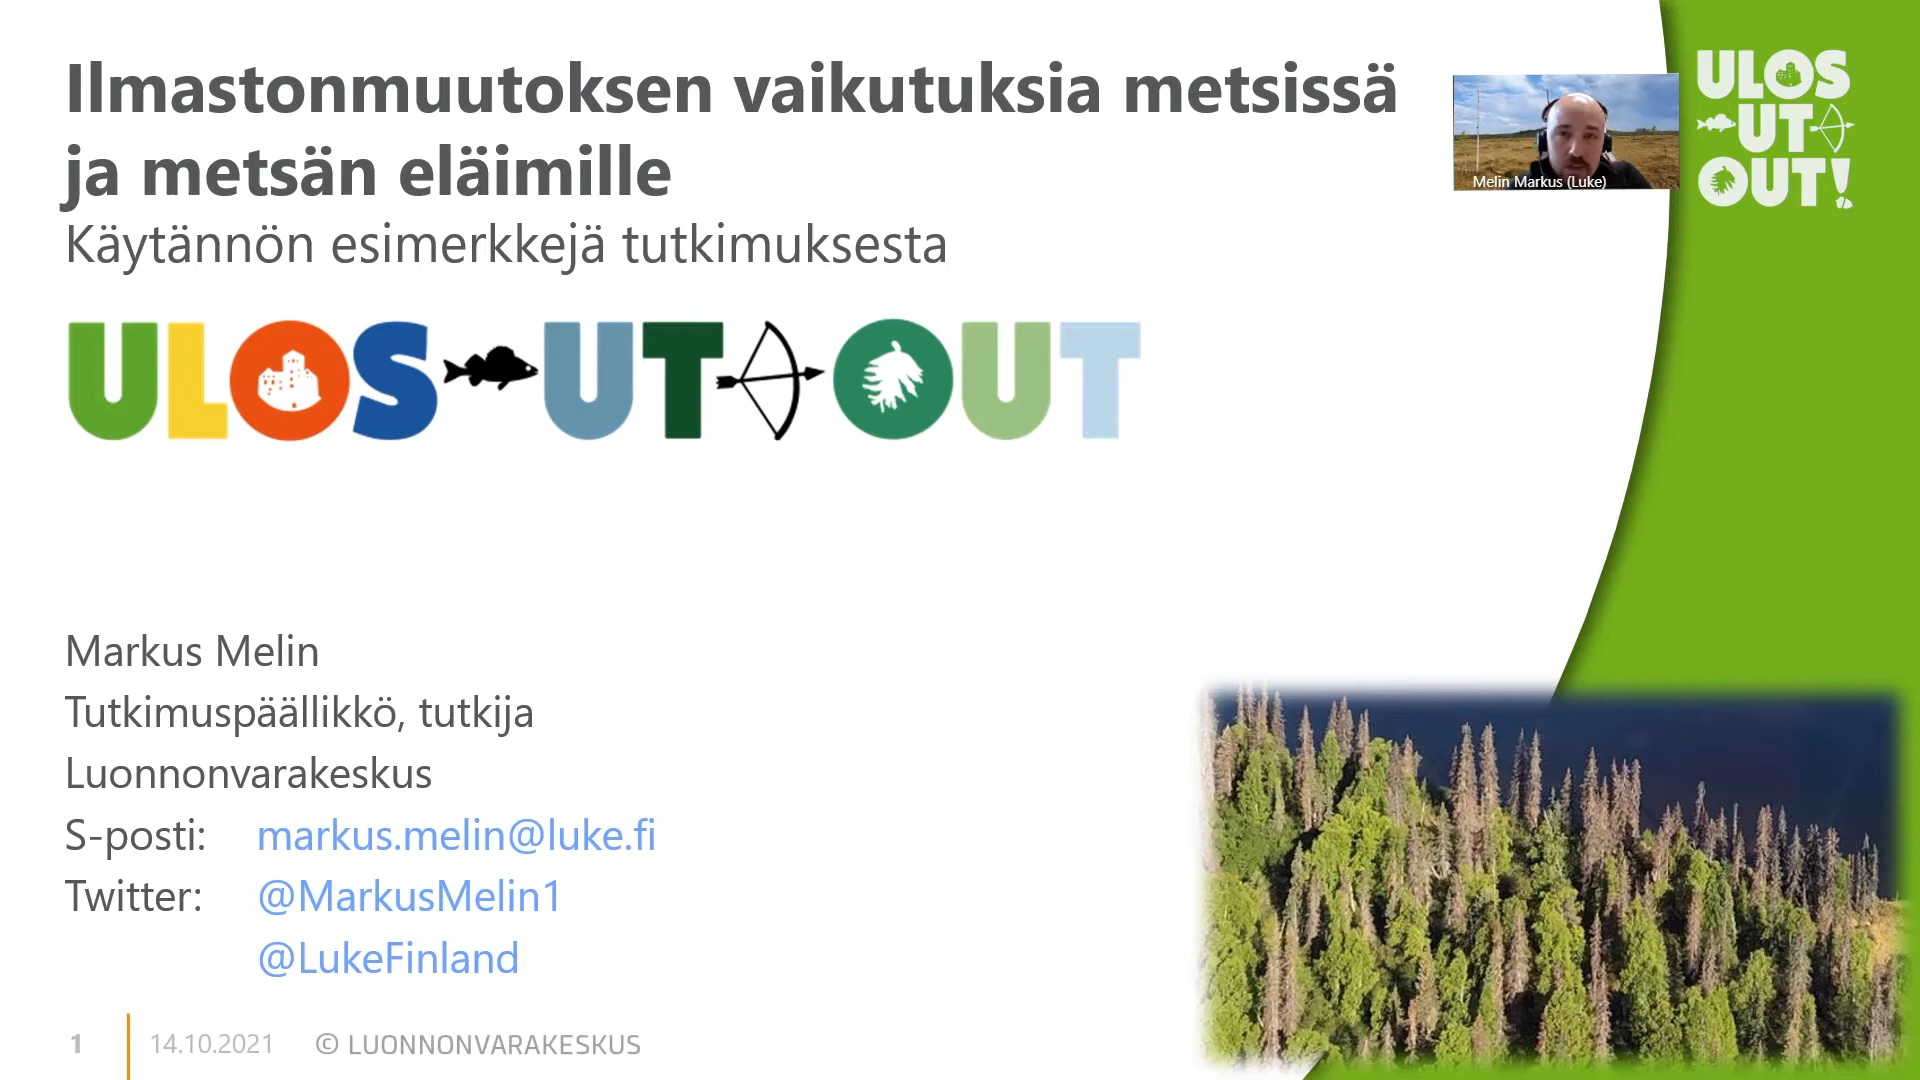 Ilmastonmuutoksen vaikutuksia metsissä
ja metsän eläimille
Käytännön esimerkkejä tutkimuksesta
Melin Markus (Luke)
ULOS
UT
OUT!
ULOS UT OUT
Markus Melin
Tutkimuspäällikkö, tutkija
Luonnonvarakeskus
S-posti: markus.melin@luke.fi
Twitter: @MarkusMelin1
@LukeFinland
1 14.10.2021 © LUONNONVARAKESKUS